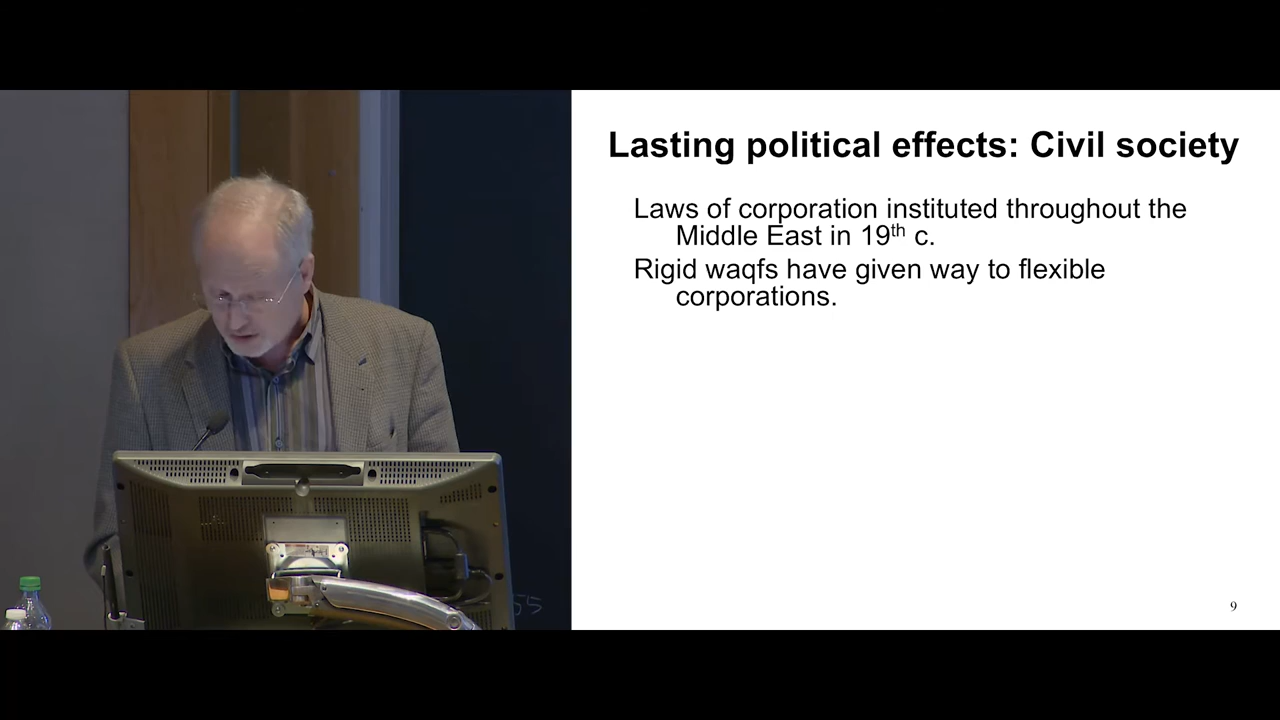 Lasting political effects: Civil society
Laws of corporation instituted throughout the
Middle East in 19th c.
Rigid waqfs have given way to flexible
corporations.
9
55